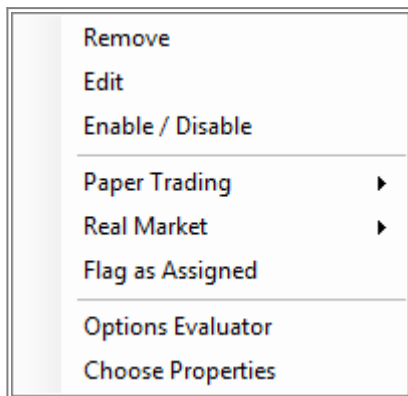 Remove
Edit
Enable / Disable
Paper Trading
Real Market
Flag as Assigned
Options Evaluator
Choose Properties